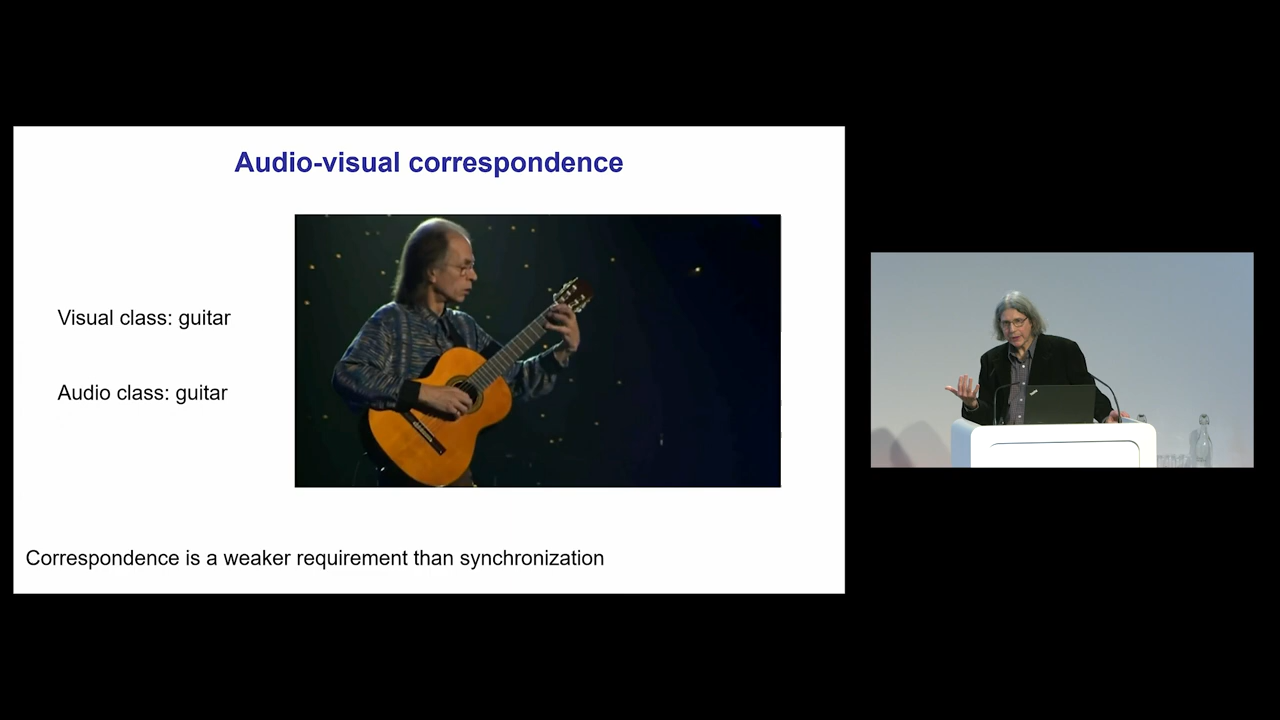 Audio-visual correspondence
Visual class: guitar
Audio class: guitar
Correspondence is a weaker requirement than synchronization